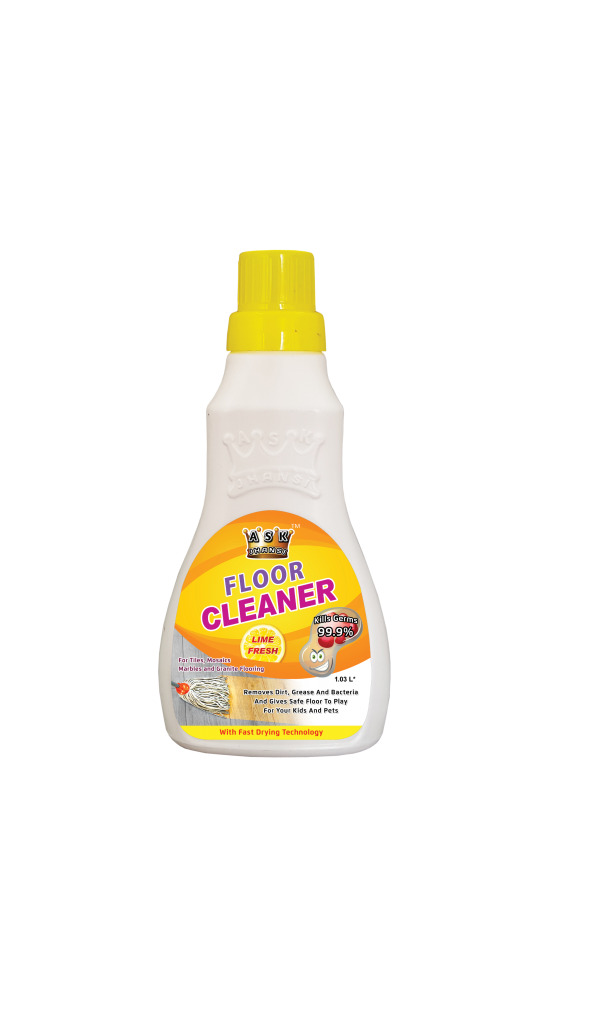 A S K
JHANSI
A S K TM
JHANSI
FLOOR
CLEANER
LIME
FRESH
Kills Germs
99.9%
For Tiles, Mosaics
Marbles and Granite Flooring
1.03 L*
Removes Dirt, Grease And Bacteria
And Gives Safe Floor To Play
For Your Kids And Pets
With Fast Drying Technology